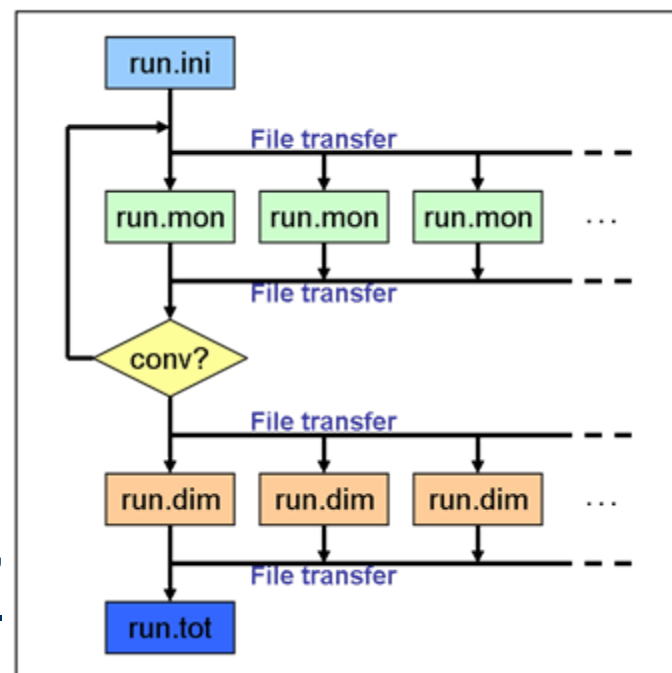 run.ini
File transfer
run.mon run.mon run.mon ...
File transfer
conv?
File transfer
run.dim run.dim run.dim ...
File transfer
run.tot